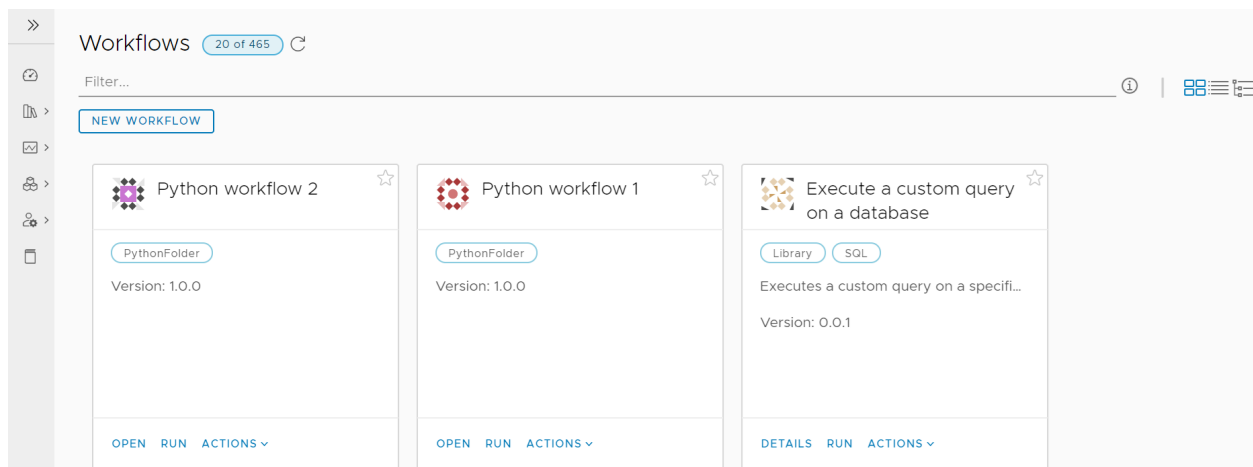 Workflows 20 of 465
Filter...
NEW WORKFLOW
Python workflow 2
PythonFolder
Version: 1.0.0
OPEN RUN ACTIONS
Python workflow 1
PythonFolder
Version: 1.0.0
OPEN RUN ACTIONS
Execute a custom query
on a database
Library SQL
Executes a custom query on a specifi...
Version: 0.0.1
DETAILS RUN ACTIONS